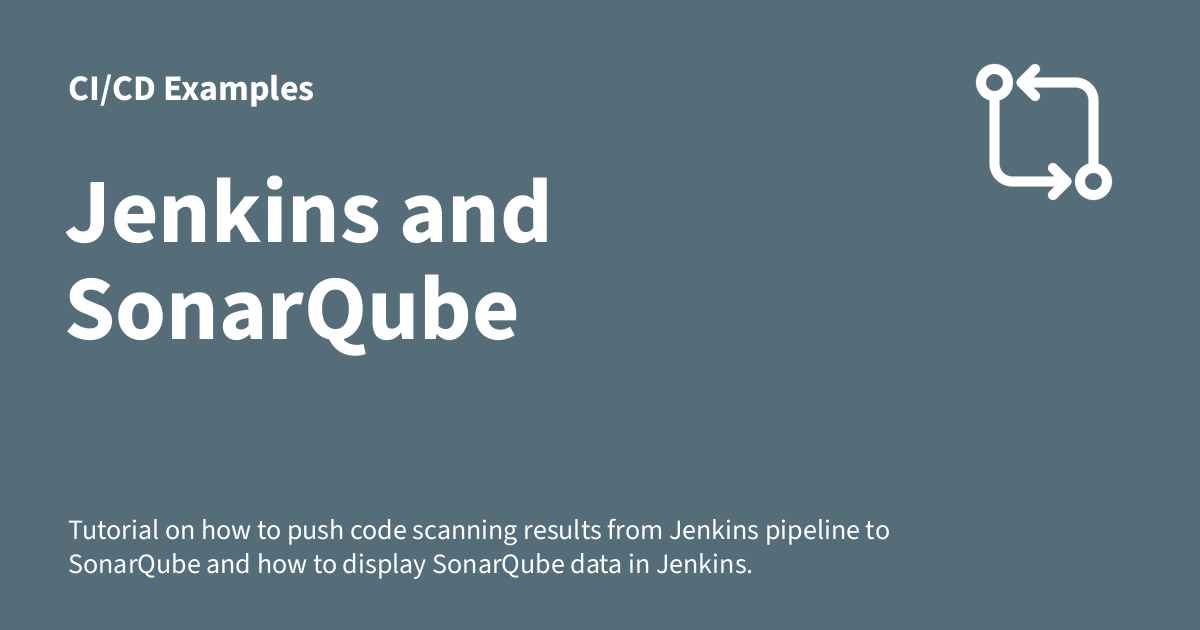 CI/CD Examples
Jenkins and
SonarQube
Tutorial on how to push code scanning results from Jenkins pipeline to
SonarQube and how to display SonarQube data in Jenkins.